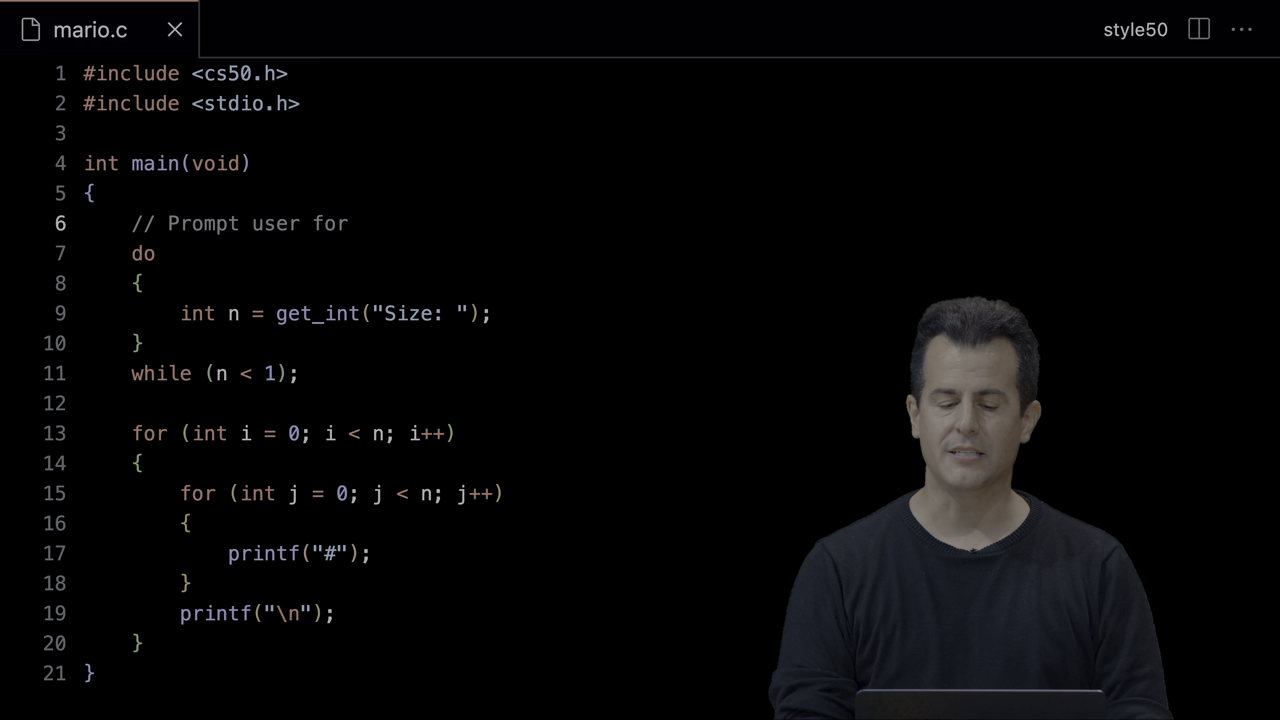 mario.c
style50
1 #include <cs50.h>
2 #include <stdio.h>
3
4 int main(void)
5 {
6     // Prompt user for
7     do
8     {
9         int n = get_int("Size: ");
10     }
11     while (n < 1);
12
13     for (int i = 0; i < n; i++)
14     {
15         for (int j = 0; j < n; j++)
16         {
17             printf("#");
18         }
19         printf("\n");
20     }
21 }